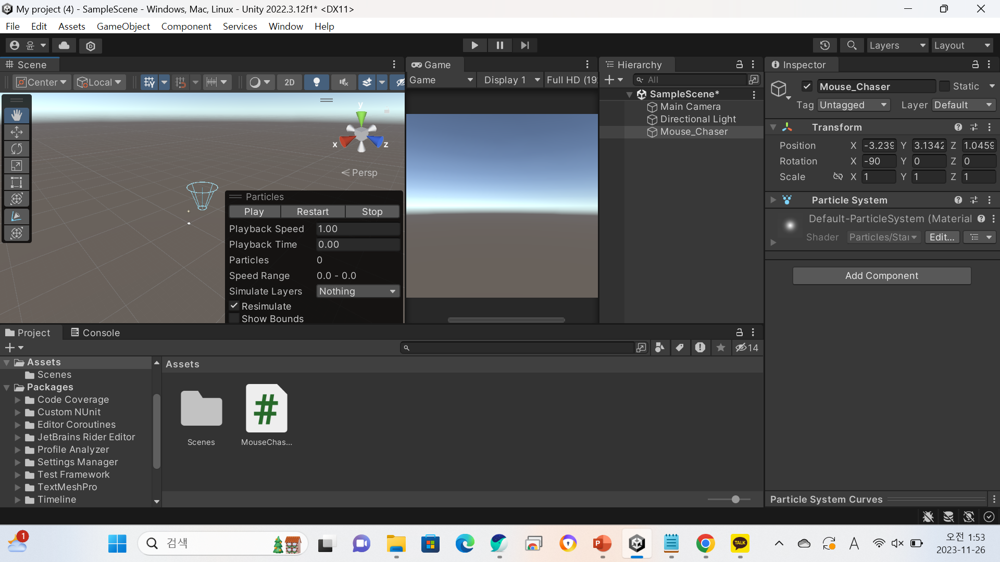 My project (4) - SampleScene - Windows, Mac, Linux - Unity 2022.3.12f1* <DX11>
File Edit Assets GameObject Component Services Window Help
윤 Layers Layout
Scene Game Hierarchy Inspector
Center Local 2D
Game Display 1 Full HD (19
All
Mouse_Chaser Static
Tag Untagged Layer Default
SampleScene*
Main Camera
Directional Light
Mouse_Chaser
y
x z
Persp
Transform
Position X -3.239 Y 3.1342 Z 1.0459
Rotation X -90 Y 0 Z 0
Scale X 1 Y 1 Z 1
Particle System
Default-ParticleSystem (Material
Shader Particles/Star Edit...
Add Component
Particles
Play Restart Stop
Playback Speed 1.00
Playback Time 0.00
Particles 0
Speed Range 0.0 - 0.0
Simulate Layers Nothing
Resimulate
Show Bounds
Project Console
14
Assets
Scenes
Packages
Code Coverage
Custom NUnit
Editor Coroutines
JetBrains Rider Editor
Profile Analyzer
Settings Manager
Test Framework
TextMeshPro
Timeline
Assets
Scenes MouseChas...
Particle System Curves
1
검색
P
TALK
A
오전 1:53
2023-11-26